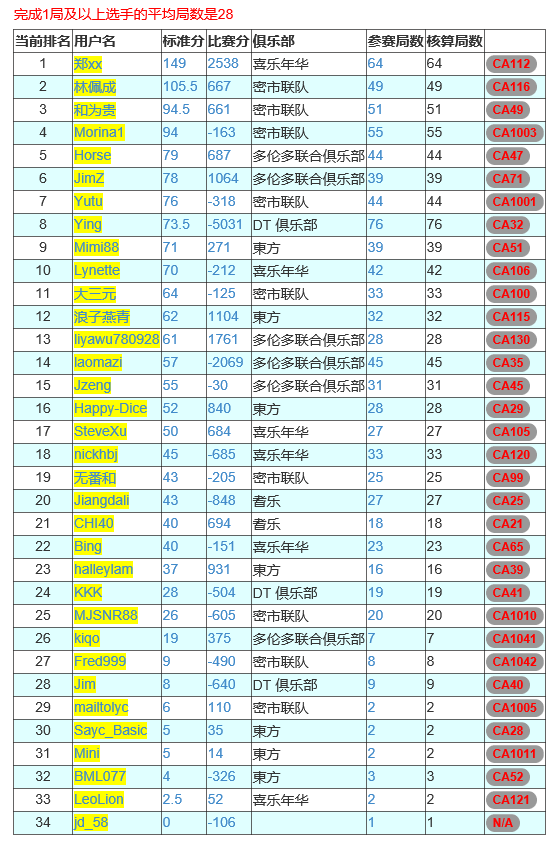 完成1局及以上选手的平均局数是28
当前排名 用户名 标准分 比赛分 俱乐部 参赛局数 核算局数
1 郑xx 149 2538 喜乐年华 64 64 CA112
2 林佩成 105.5 667 密市联队 49 49 CA116
3 和为贵 94.5 661 密市联队 51 51 CA49
4 Morina1 94 -163 密市联队 55 55 CA1003
5 Horse 79 687 多伦多联合俱乐部 44 44 CA47
6 JimZ 78 1064 多伦多联合俱乐部 39 39 CA71
7 Yutu 76 -318 密市联队 44 44 CA1001
8 Ying 73.5 -5031 DT 俱乐部 76 76 CA32
9 Mimi88 71 271 東方 39 39 CA51
10 Lynette 70 -212 喜乐年华 42 42 CA106
11 大三元 64 -125 密市联队 33 33 CA100
12 浪子燕青 62 1104 東方 32 32 CA115
13 liyawu780928 61 1761 多伦多联合俱乐部 28 28 CA130
14 laomazi 57 -2069 多伦多联合俱乐部 45 45 CA35
15 Jzeng 55 -30 多伦多联合俱乐部 31 31 CA45
16 Happy-Dice 52 840 東方 28 28 CA29
17 SteveXu 50 684 喜乐年华 27 27 CA105
18 nickhbj 45 -685 喜乐年华 33 33 CA120
19 无番和 43 -205 密市联队 25 25 CA99
20 Jiangdali 43 -848 耆乐 27 27 CA25
21 CHI40 40 694 耆乐 18 18 CA21
22 Bing 40 -151 喜乐年华 23 23 CA65
23 halleylam 37 931 東方 16 16 CA39
24 KKK 28 -504 DT 俱乐部 19 19 CA41
25 MJSNR88 26 -605 密市联队 20 20 CA1010
26 kiqo 19 375 多伦多联合俱乐部 7 7 CA1041
27 Fred999 9 -490 密市联队 8 8 CA1042
28 Jim 8 -640 DT 俱乐部 9 9 CA40
29 mailtolyc 6 110 密市联队 2 2 CA1005
30 Sayc_Basic 5 35 東方 2 2 CA28
31 Mini 5 14 東方 2 2 CA1011
32 BML077 4 -326 東方 3 3 CA52
33 LeoLion 2.5 52 喜乐年华 2 2 CA121
34 jd_58 0 -106 1 1 N/A